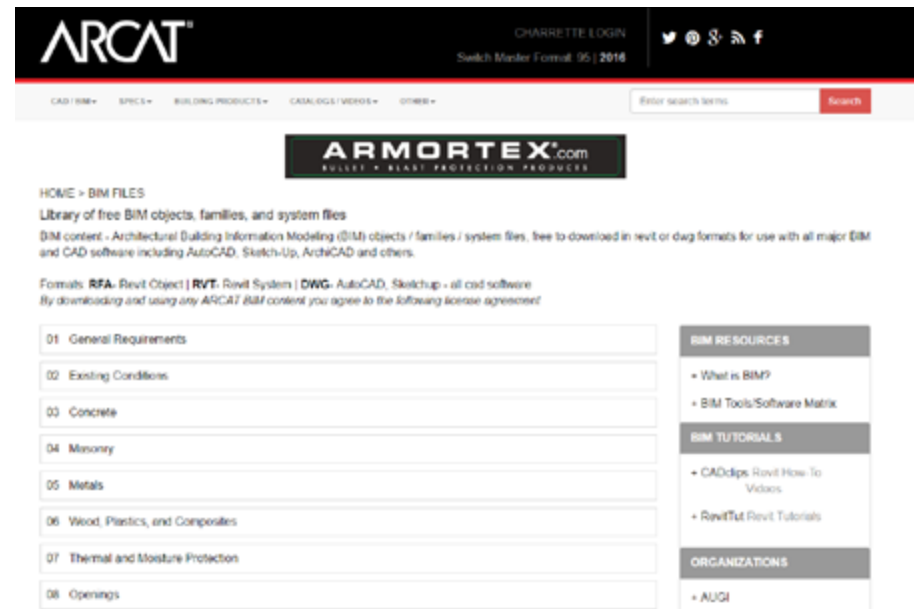 ARCAT
CHARRETTE LOGIN
Switch Master Format: 95 | 2016
CAD / BIM
SPECS
BUILDING PRODUCTS
CATALOGS / VIDEOS
OTHER
Enter search terms
Search
ARMORTEX.com
BULLET • BLAST PROTECTION PRODUCTS
HOME > BIM FILES
Library of free BIM objects, families, and system files
BIM content - Architectural Building Information Modeling (BIM) objects / families / system files, free to download in revit or dwg formats for use with all major BIM
and CAD software including AutoCAD, Sketch-Up, ArchiCAD and others.
Formats: RFA- Revit Object | RVT- Revit System | DWG- AutoCAD, Sketchup - all cad software
By downloading and using any ARCAT BIM content you agree to the following license agreement
01 General Requirements
02 Existing Conditions
03 Concrete
04 Masonry
05 Metals
06 Wood, Plastics, and Composites
07 Thermal and Moisture Protection
08 Openings
BIM RESOURCES
+ What is BIM?
+ BIM Tools/Software Matrix
BIM TUTORIALS
+ CADclips Revit How-To
Videos
+ RevitTut Revit Tutorials
ORGANIZATIONS
+ AUGI